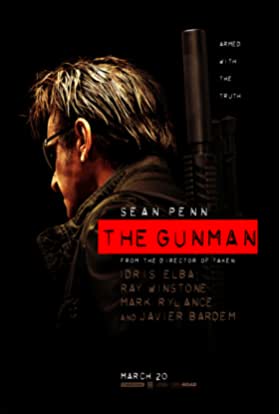 ARMED
WITH
THE
TRUTH
SEAN PENN
THE GUNMAN
FROM THE DIRECTOR OF TAKEN
IDRIS ELBA
RAY WINSTONE
MARK RYLANCE
AND JAVIER BARDEM
MARCH 20